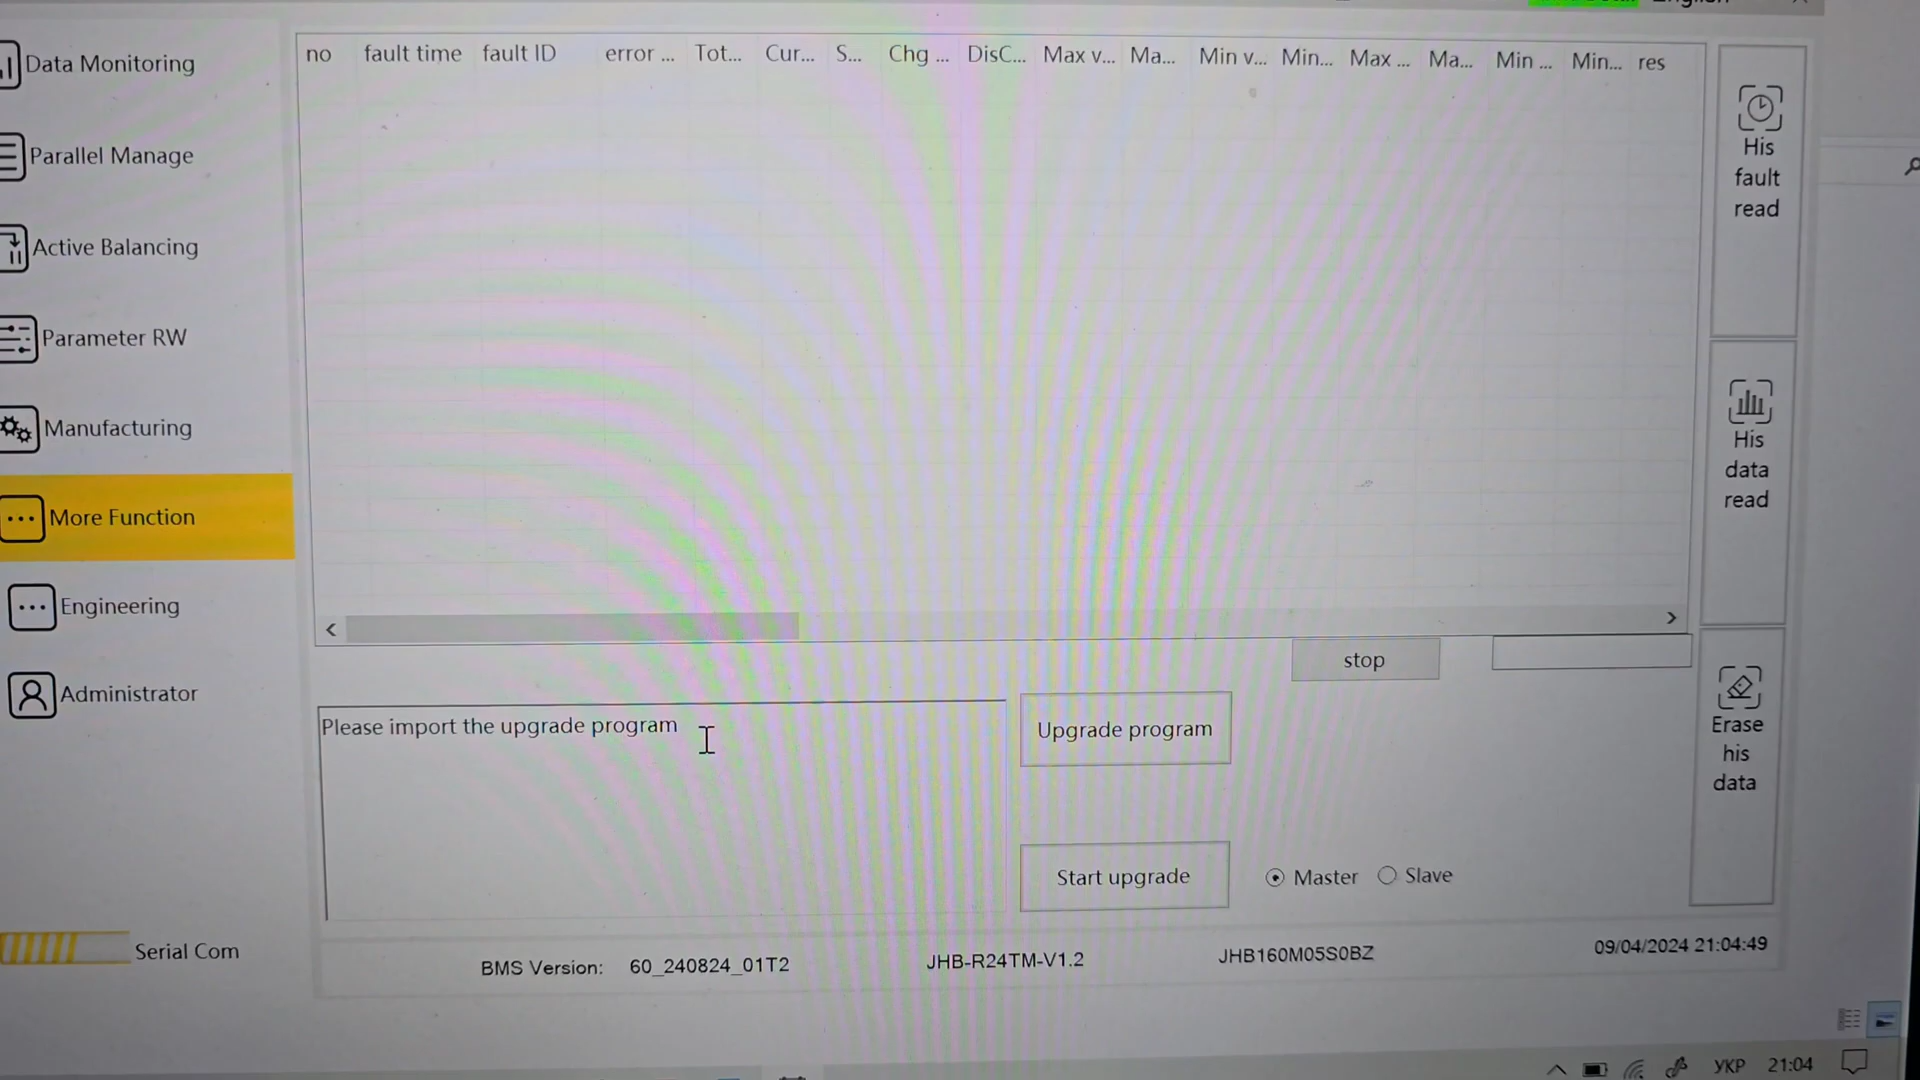 English
Data Monitoring
Parallel Manage
Active Balancing
Parameter RW
Manufacturing
More Function
Engineering
Administrator
Serial Com
no fault time fault ID error ... Tot... Cur... S... Chg ... DisC... Max v... Ma... Min v... Min... Max ... Ma... Min ... Min... res
His
fault
read
His
data
read
Erase
his
data
stop
Please import the upgrade program
Upgrade program
Start upgrade
Master Slave
BMS Version: 60_240824_01T2 JHB-R24TM-V1.2 JHB160M05S0BZ 09/04/2024 21:04:49
УКР 21:04